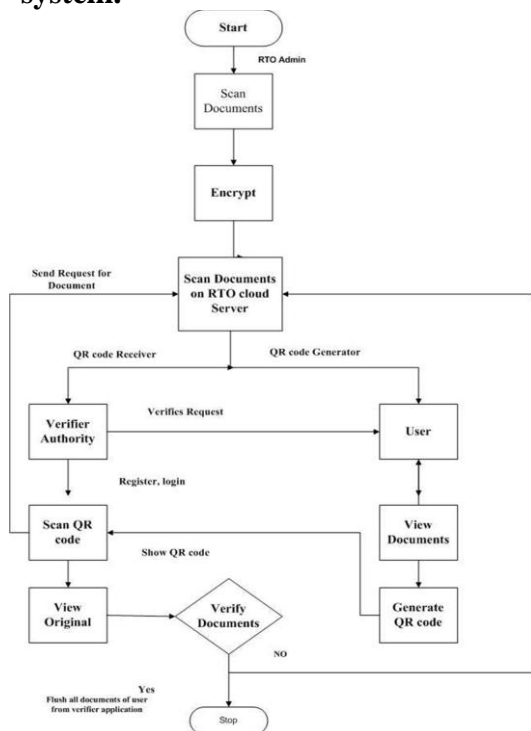 system.
Start
RTO Admin
Scan
Documents
Encrypt
Send Request for
Document
Scan Documents
on RTO cloud
Server
QR code Receiver
QR code Generator
Verifier
Authority
Verifies Request
User
Register, login
Scan QR
code
Show QR code
View
Documents
View
Original
Verify
Documents
Generate
QR code
NO
Yes
Flush all documents of user
from verifier application
Stop